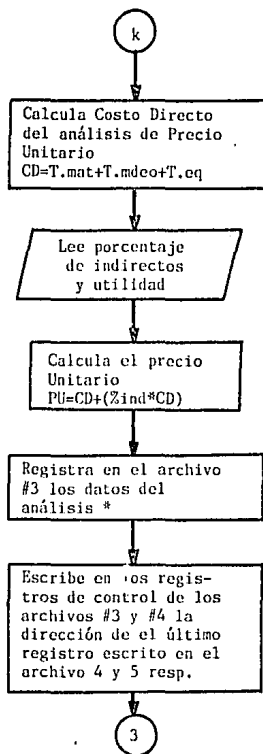 k
Calcula Costo Directo
del análisis de Precio
Unitario
CD=T.mat+T.mdeo+T.eq
Lee porcentaje
de indirectos
y utilidad
Calcula el precio
Unitario
PU=CD+(%ind*CD)
Registra en el archivo
#3 los datos del
análisis *
Escribe en los regis-
tros de control de los
archivos #3 y #4 la
dirección de el último
registro escrito en el
archivo 4 y 5 resp.
3